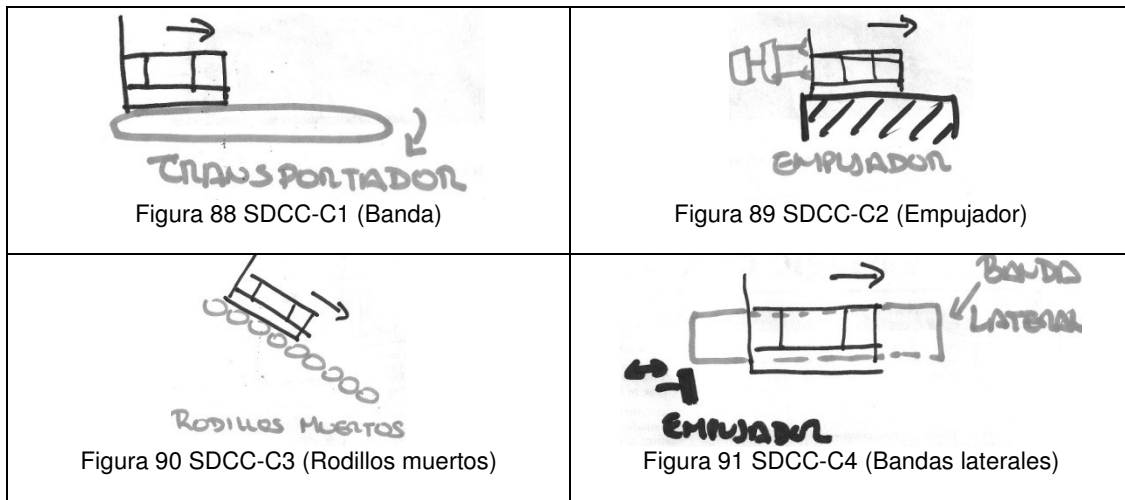 TRANSPORTADOR
Figura 88 SDCC-C1 (Banda)
EMPUJADOR
Figura 89 SDCC-C2 (Empujador)
RODILLOS MUERTOS
Figura 90 SDCC-C3 (Rodillos muertos)
BANDA
LATERAL
EMPUJADOR
Figura 91 SDCC-C4 (Bandas laterales)